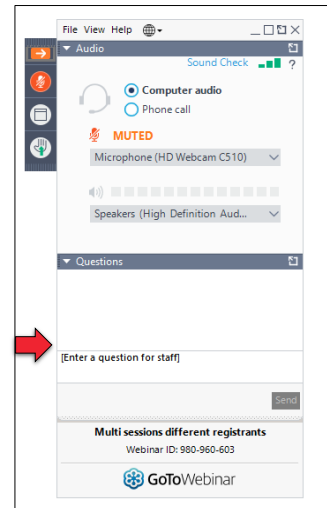 File View Help
Audio
Sound Check ?
Computer audio
Phone call
MUTED
Microphone (HD Webcam C510)
Speakers (High Definition Aud...
Questions
[Enter a question for staff]
Send
Multi sessions different registrants
Webinar ID: 980-960-603
GoToWebinar